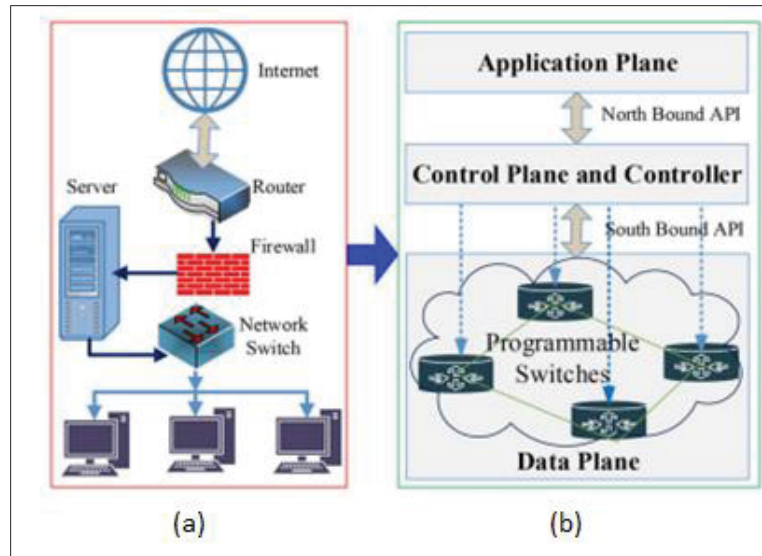 Internet
Router
Server
Firewall
Network
Switch
(a)
Application Plane
North Bound API
Control Plane and Controller
South Bound API
Programmable
Switches
Data Plane
(b)